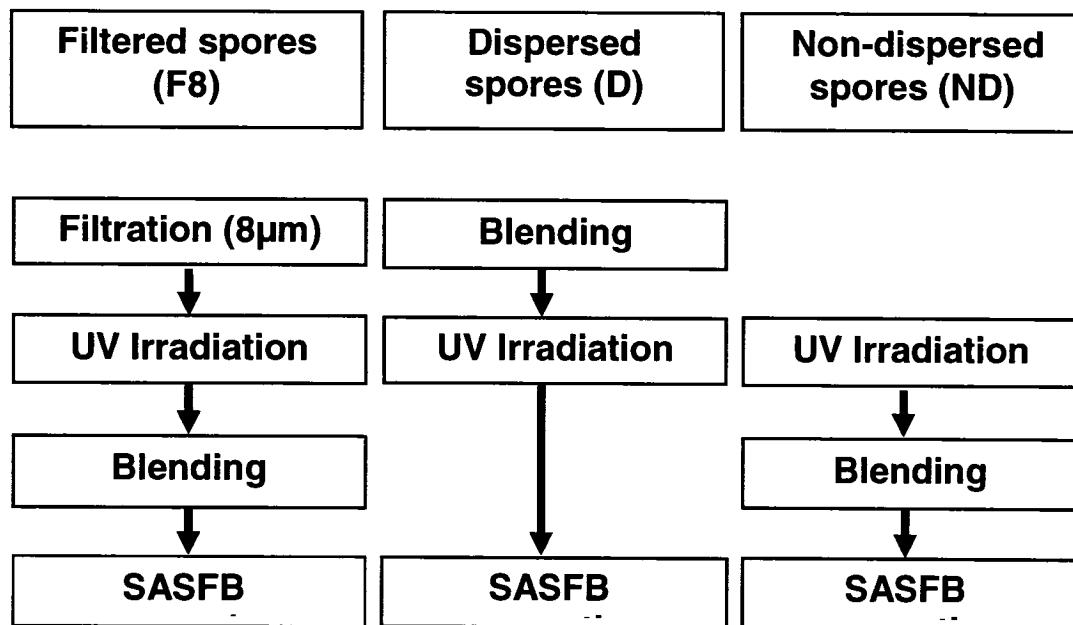 Filtered spores
(F8)
Dispersed
spores (D)
Non-dispersed
spores (ND)
Filtration (8µm)
Blending
UV Irradiation
UV Irradiation
UV Irradiation
Blending
Blending
SASFB
SASFB
SASFB